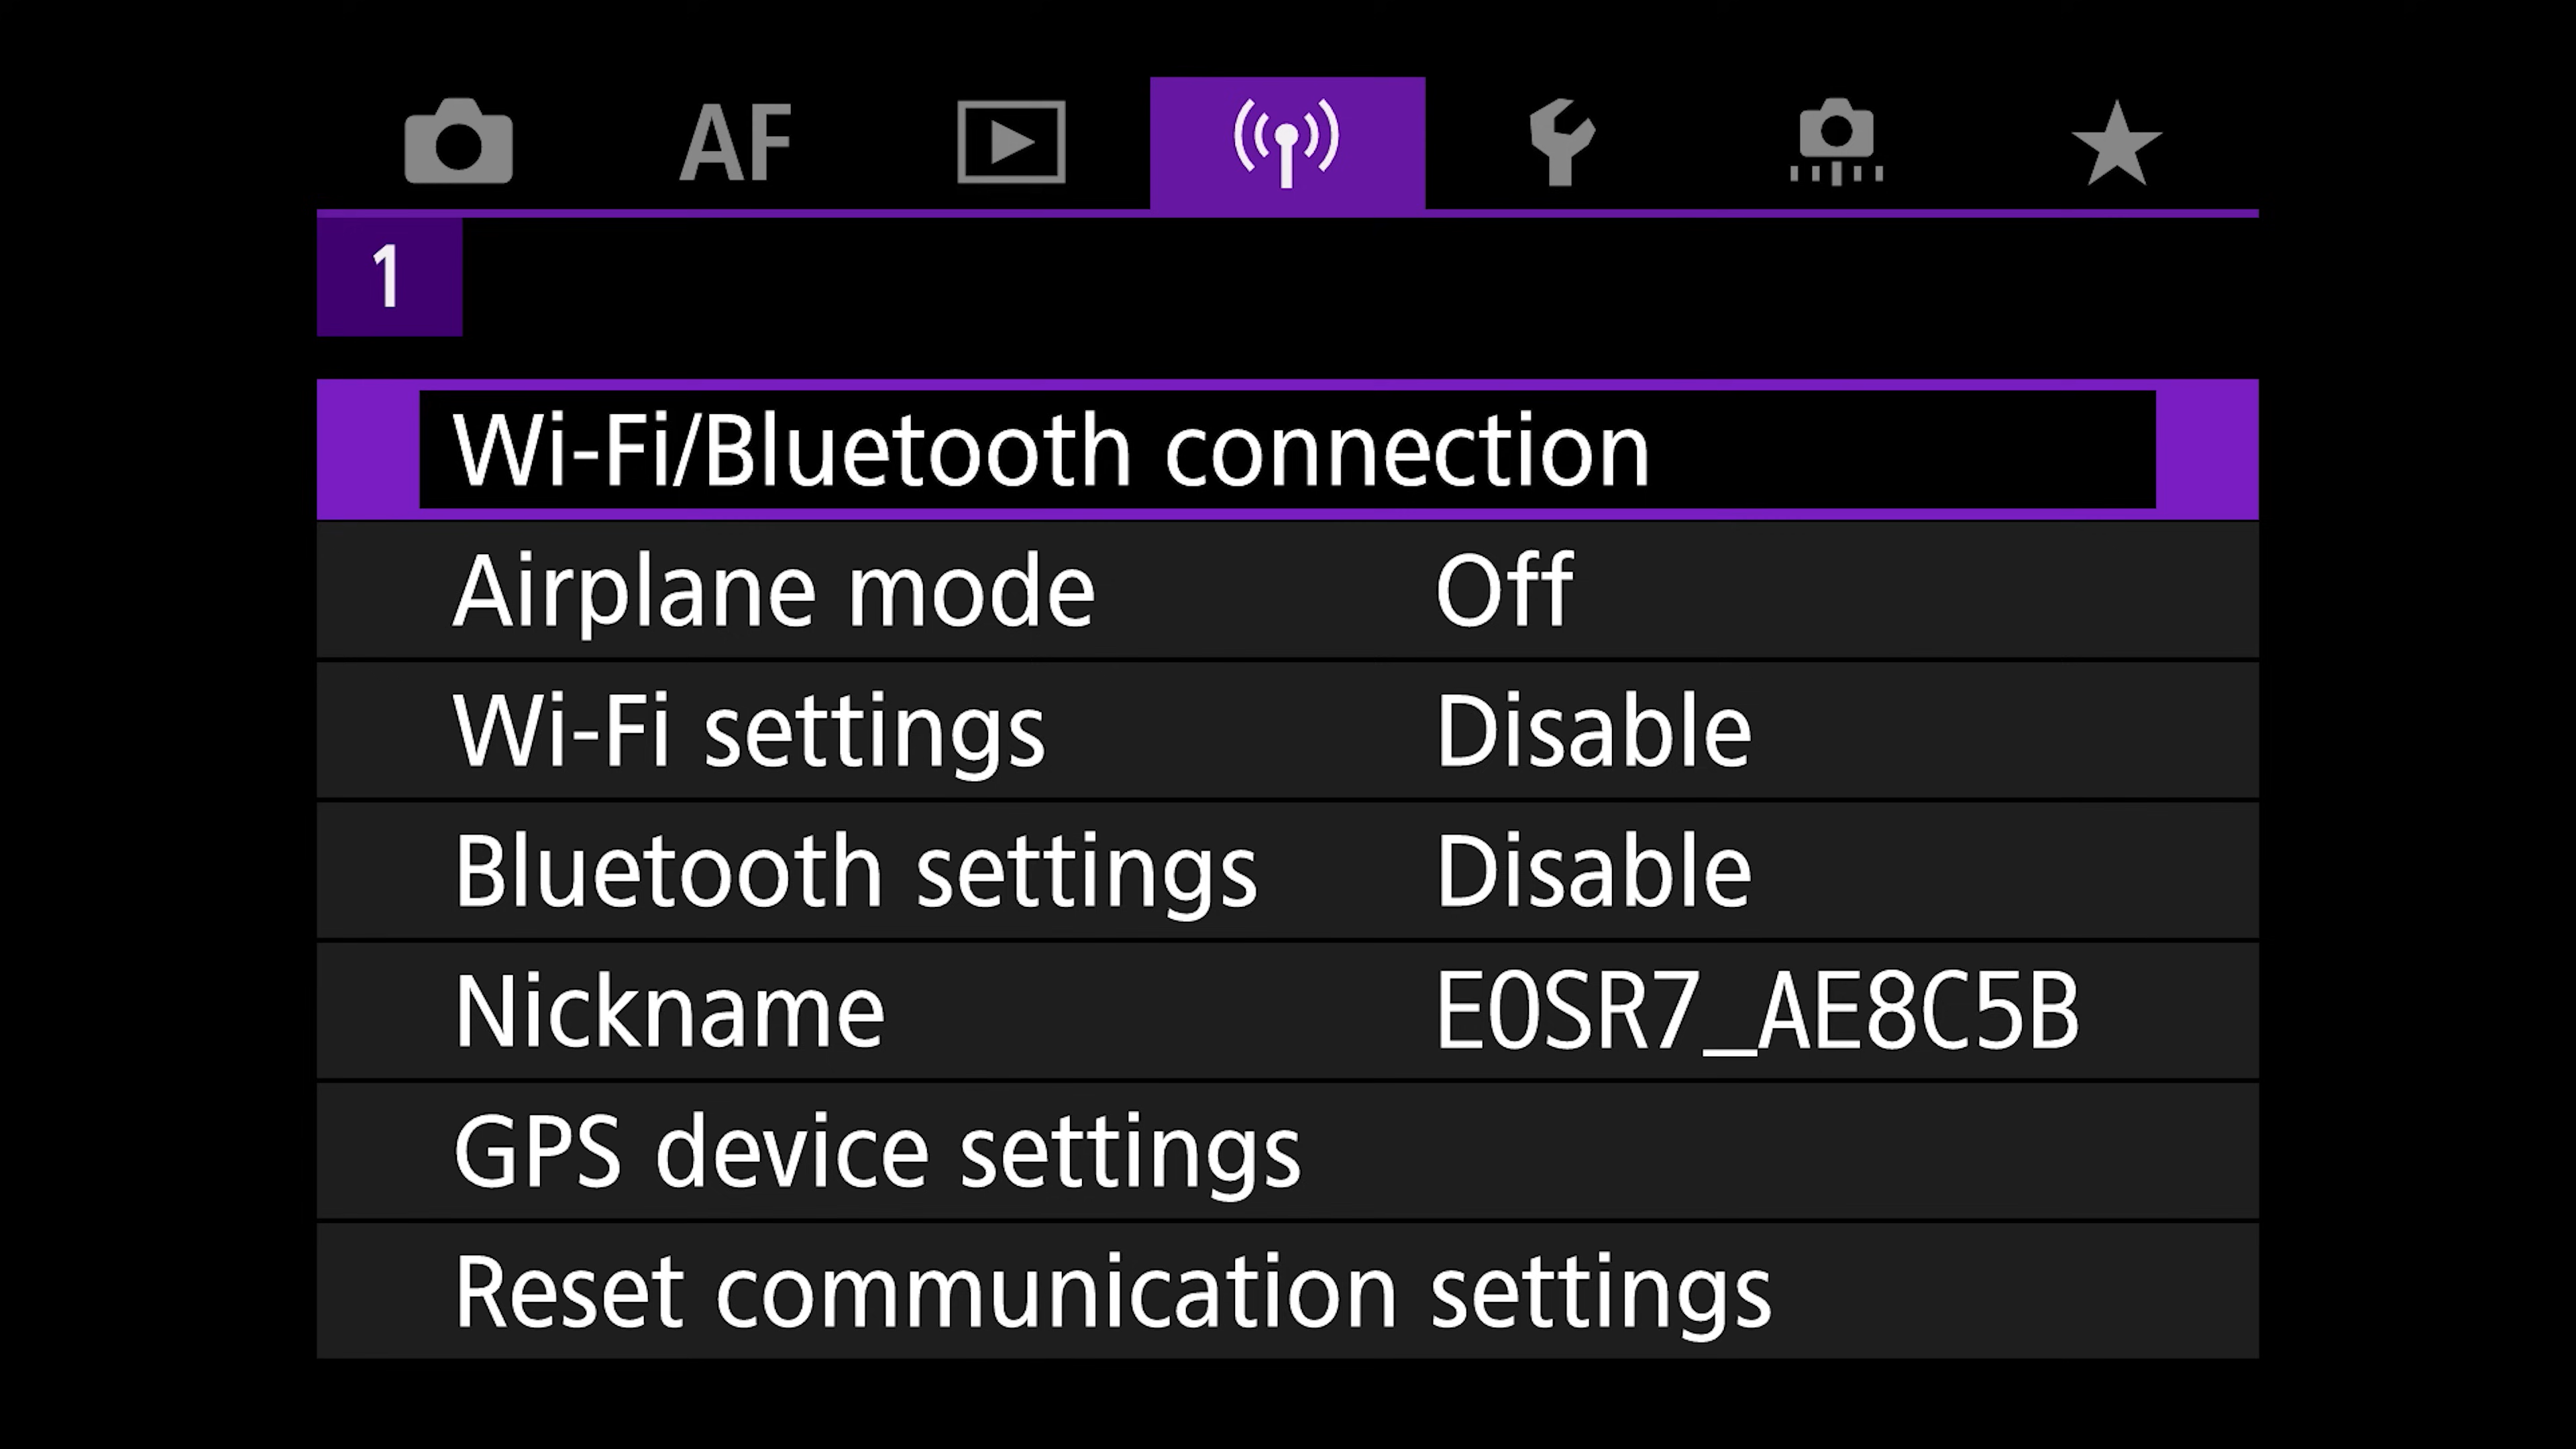 AF
1
Wi-Fi/Bluetooth connection
Airplane mode Off
Wi-Fi settings Disable
Bluetooth settings Disable
Nickname E0SR7_AE8C5B
GPS device settings
Reset communication settings